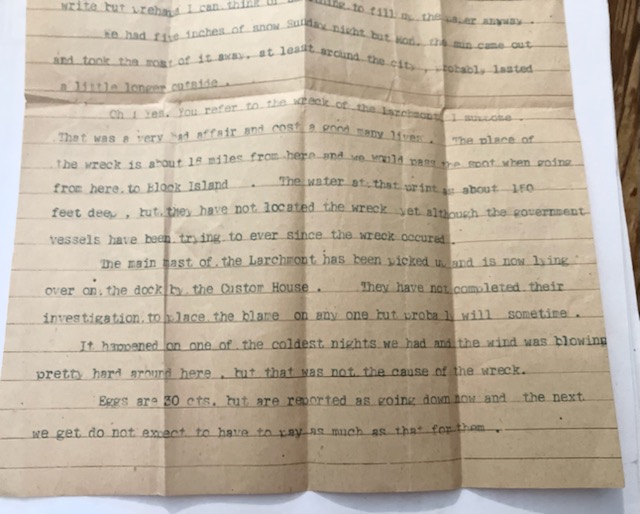 write but I can think of to fill up the anyway .
We had five inches of snow Sunday night but Mon. the sun came out
and took the most of it away, at least around the city , probably lasted
a little longer outside .
Oh ! Yes. You refer to the wreck of the Larchmont I suppose .
That was a very bad affair and cost a good many lives . The place of
the wreck is about 18 miles from here and we would pass the spot when going
from here to Block Island . The water at that is about 150
feet deep , but they have not located the wreck yet although the government
vessels have been trying to ever since the wreck occured .
The main mast of the Larchmont has been picked up and is now lying
over on the dock by the Custom House . They have not completed their
investigation to place the blame on any one but will sometime .
It happened on one of the coldest nights we had and the wind was blowing
pretty hard around here , but that was not the cause of the wreck.
Eggs are 30 cts. but are reported as going down now and the next
we get do not expect to have to pay as much as that for them .